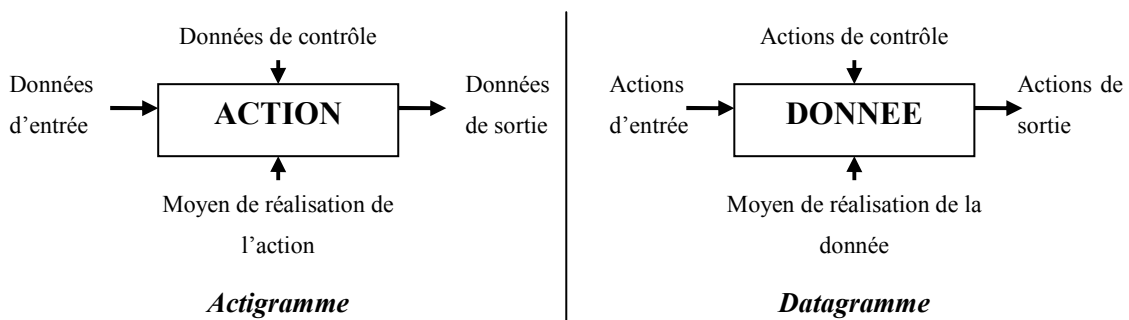 Données de contrôle
Données
d’entrée
ACTION
Données
de sortie
Moyen de réalisation de
l’action
Actigramme
Actions de contrôle
Actions
d’entrée
DONNEE
Actions de
sortie
Moyen de réalisation de la
donnée
Datagramme